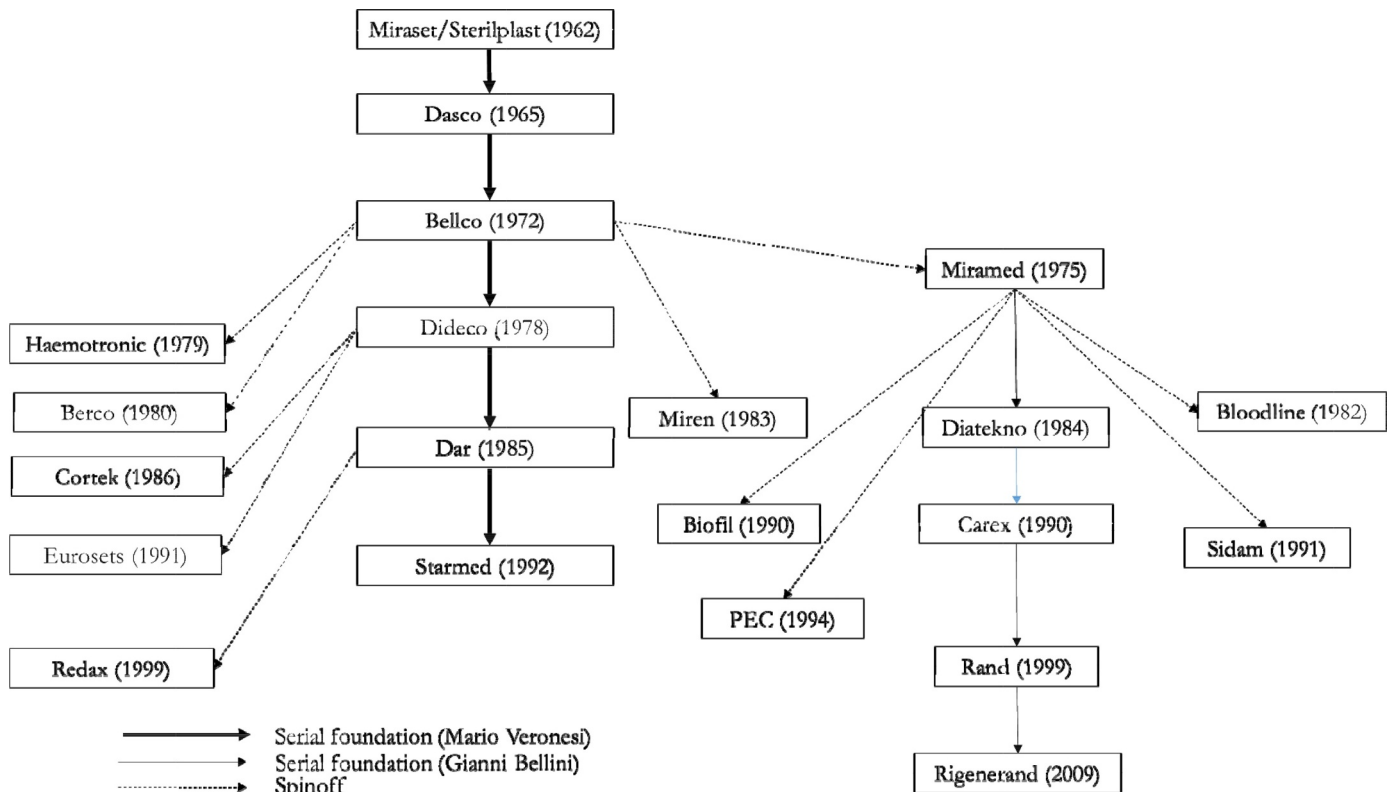 Miraset/Sterilplast (1962)
Dasco (1965)
Bellco (1972)
Miramed (1975)
Dideco (1978)
Haemotronic (1979)
Berco (1980)
Miren (1983)
Bloodline (1982)
Diatekno (1984)
Dar (1985)
Cortek (1986)
Biofil (1990)
Carex (1990)
Eurosets (1991)
Sidam (1991)
Starmed (1992)
PEC (1994)
Redax (1999)
Rand (1999)
Serial foundation (Mario Veronesi)
Serial foundation (Gianni Bellini)
Spinoff
Rigenerand (2009)